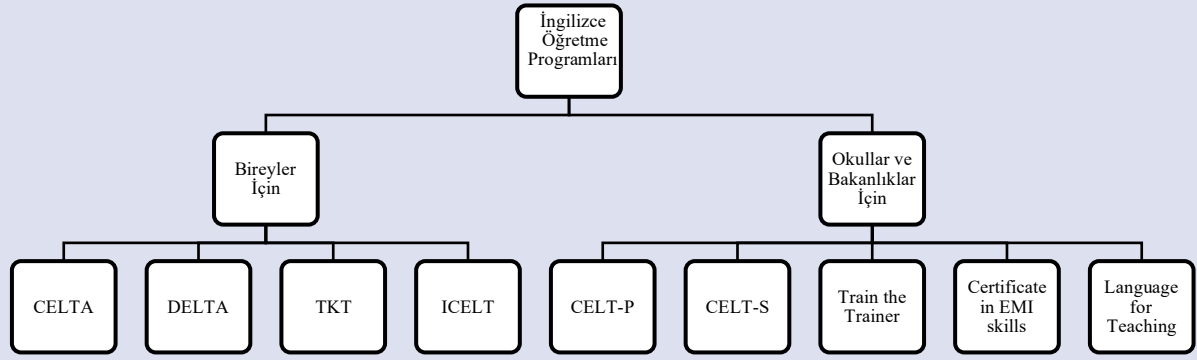 İngilizce
Öğretme
Programları
Bireyler
İçin
Okullar ve
Bakanlıklar
İçin
CELTA
DELTA
TKT
ICELT
CELT-P
CELT-S
Train the
Trainer
Certificate
in EMI
skills
Language
for
Teaching